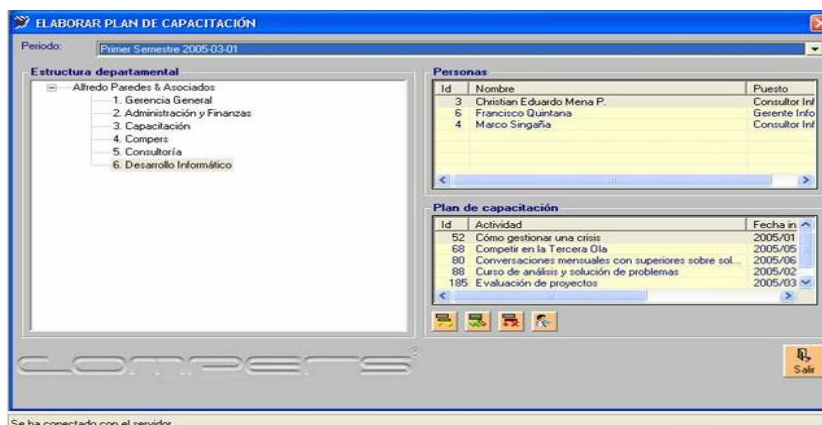 ELABORAR PLAN DE CAPACITACIÓN
Periodo: Primer Semestre 2005-03-01
Estructura departamental
Alfredo Paredes & Asociados
1. Gerencia General
2. Administración y Finanzas
3. Capacitación
4. Compers
5. Consultoría
6. Desarrollo Informático
Personas
Id Nombre Puesto
3 Christian Eduardo Mena P. Consultor Inf
6 Francisco Quintana Gerente Info
4 Marco Singaña Consultor Inf
Plan de capacitación
Id Actividad Fecha in
52 Cómo gestionar una crisis 2005/01
68 Competir en la Tercera Ola 2005/05
80 Conversaciones mensuales con superiores sobre sol... 2005/06
88 Curso de análisis y solución de problemas 2005/02
185 Evaluación de proyectos 2005/03
COMPERS®
Salir
Se ha conectado con el servidor